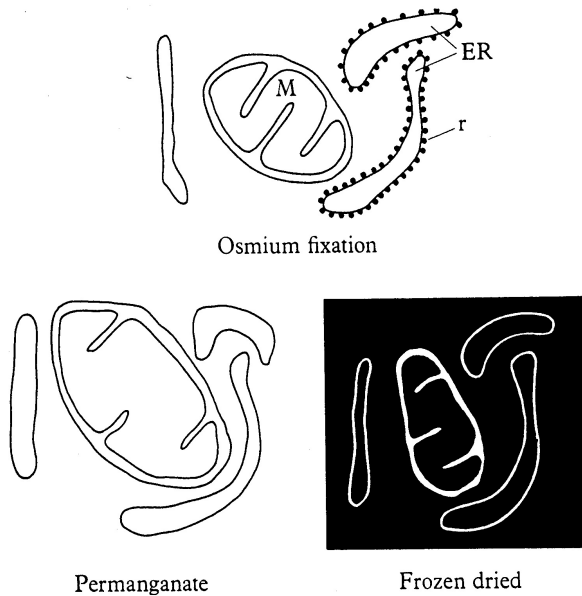 ER
M
r
Osmium fixation
Permanganate
Frozen dried